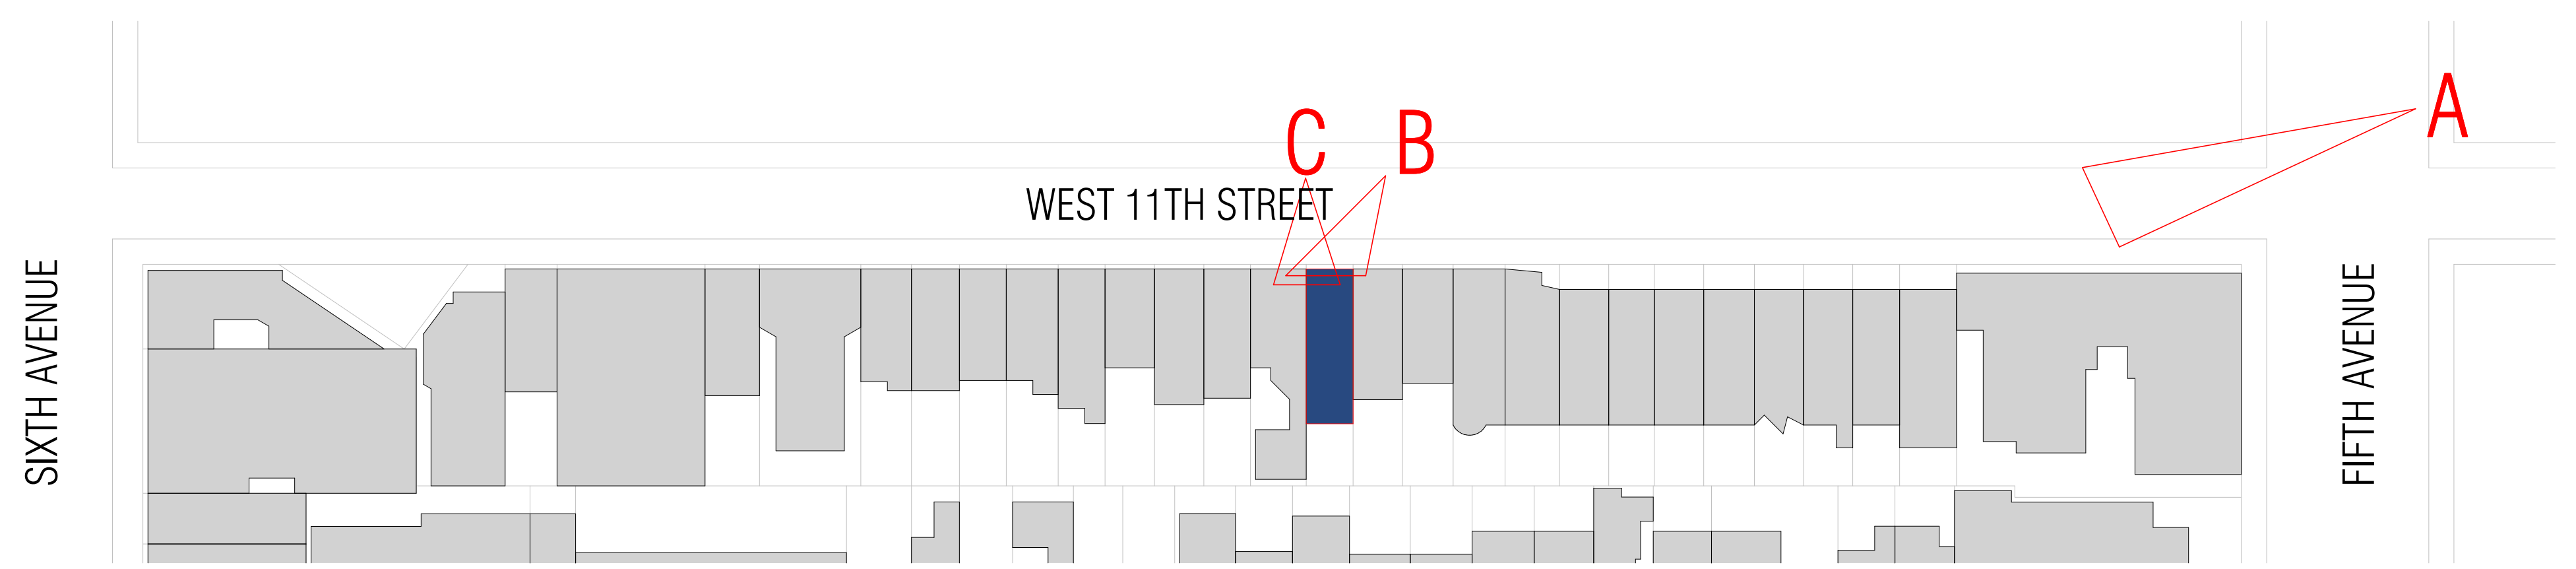 A
C
B
WEST 11TH STREET
SIXTH AVENUE
FIFTH AVENUE